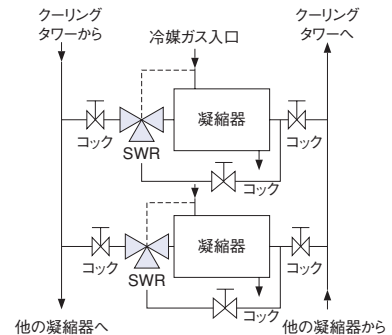 クーリング
タワーから
冷媒ガス入口
クーリング
タワーへ
凝縮器
コック
SWR
コック
コック
凝縮器
コック
SWR
コック
コック
他の凝縮器へ
他の凝縮器から